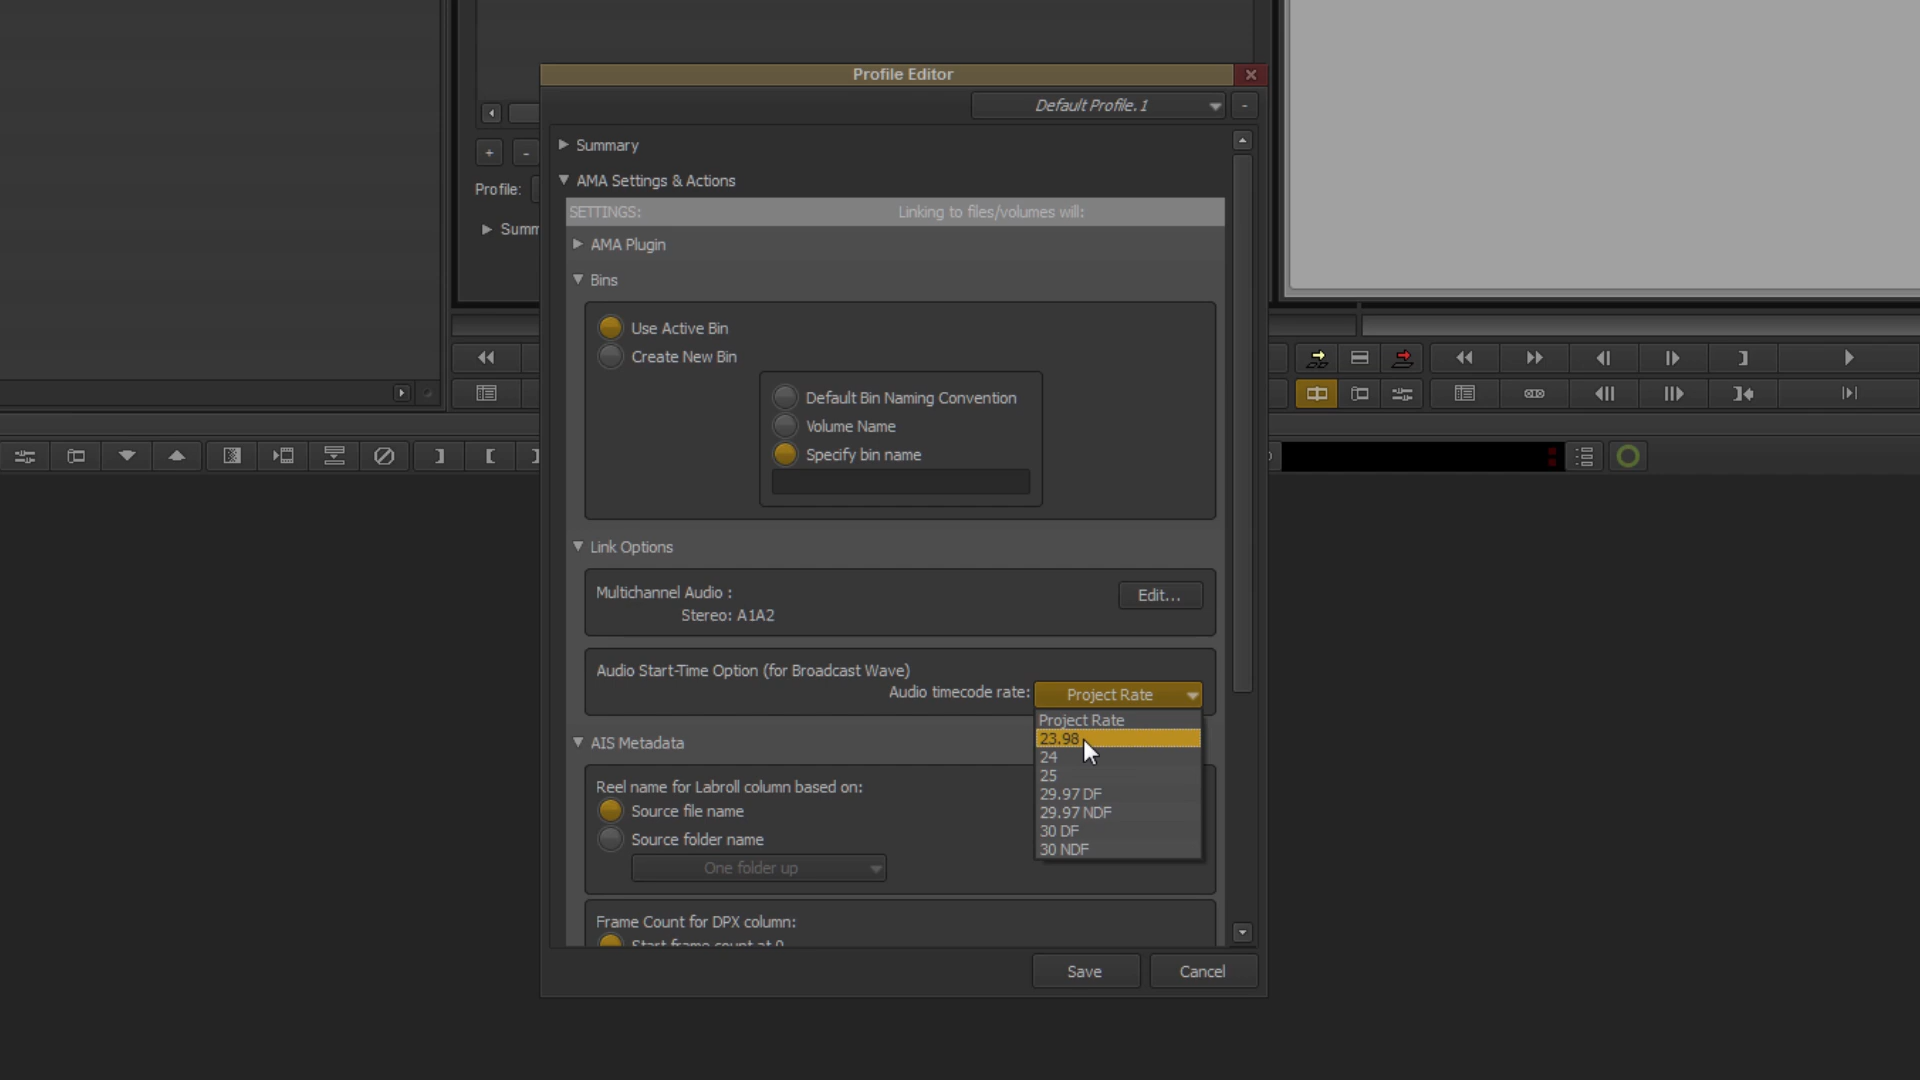 Profile Editor
Default Profile.1
-
Summary
+
-
AMA Settings & Actions
Profile:
SETTINGS:
Linking to files/volumes will:
Summ
AMA Plugin
Bins
Use Active Bin
Create New Bin
Default Bin Naming Convention
Volume Name
Specify bin name
Link Options
Multichannel Audio :
Stereo: A1A2
Edit...
Audio Start-Time Option (for Broadcast Wave)
Audio timecode rate:
Project Rate
Project Rate
23.98
24
25
29.97 DF
29.97 NDF
30 DF
30 NDF
AIS Metadata
Reel name for Labroll column based on:
Source file name
Source folder name
One folder up
Frame Count for DPX column:
Start frame count at 0
Save
Cancel